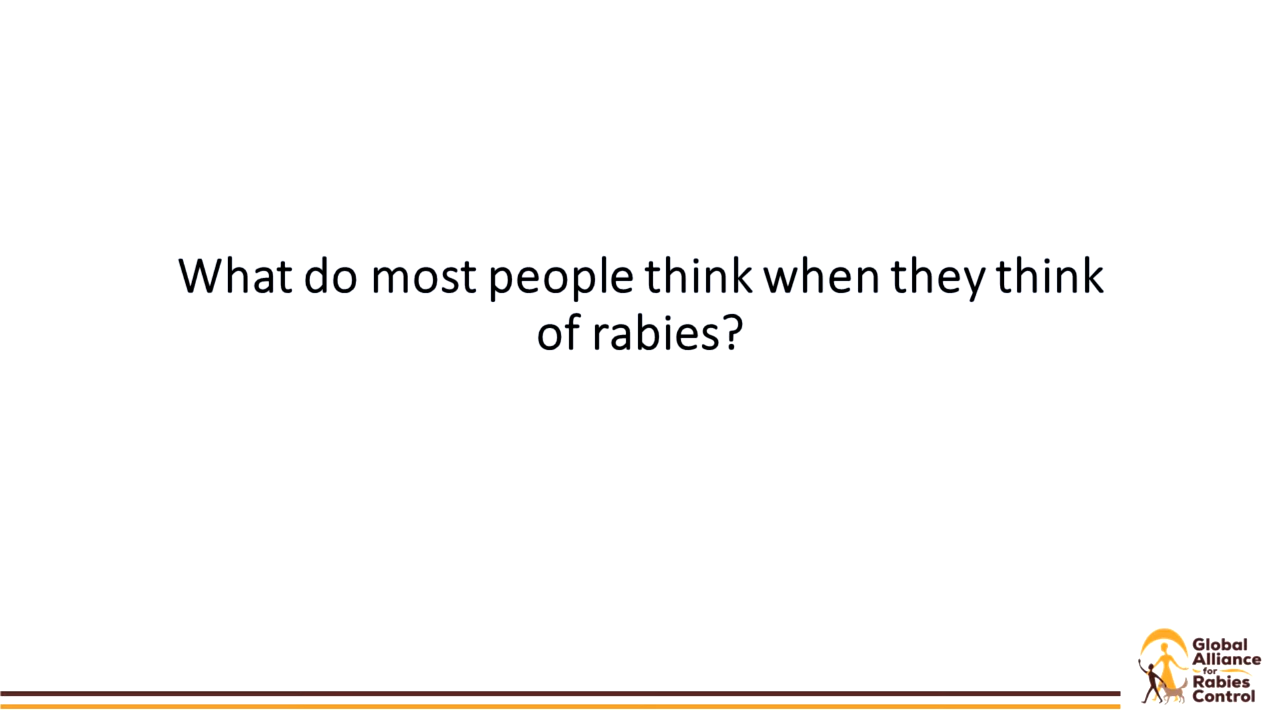 What do most people think when they think
of rabies?
Global
Alliance
for
Rabies
Control